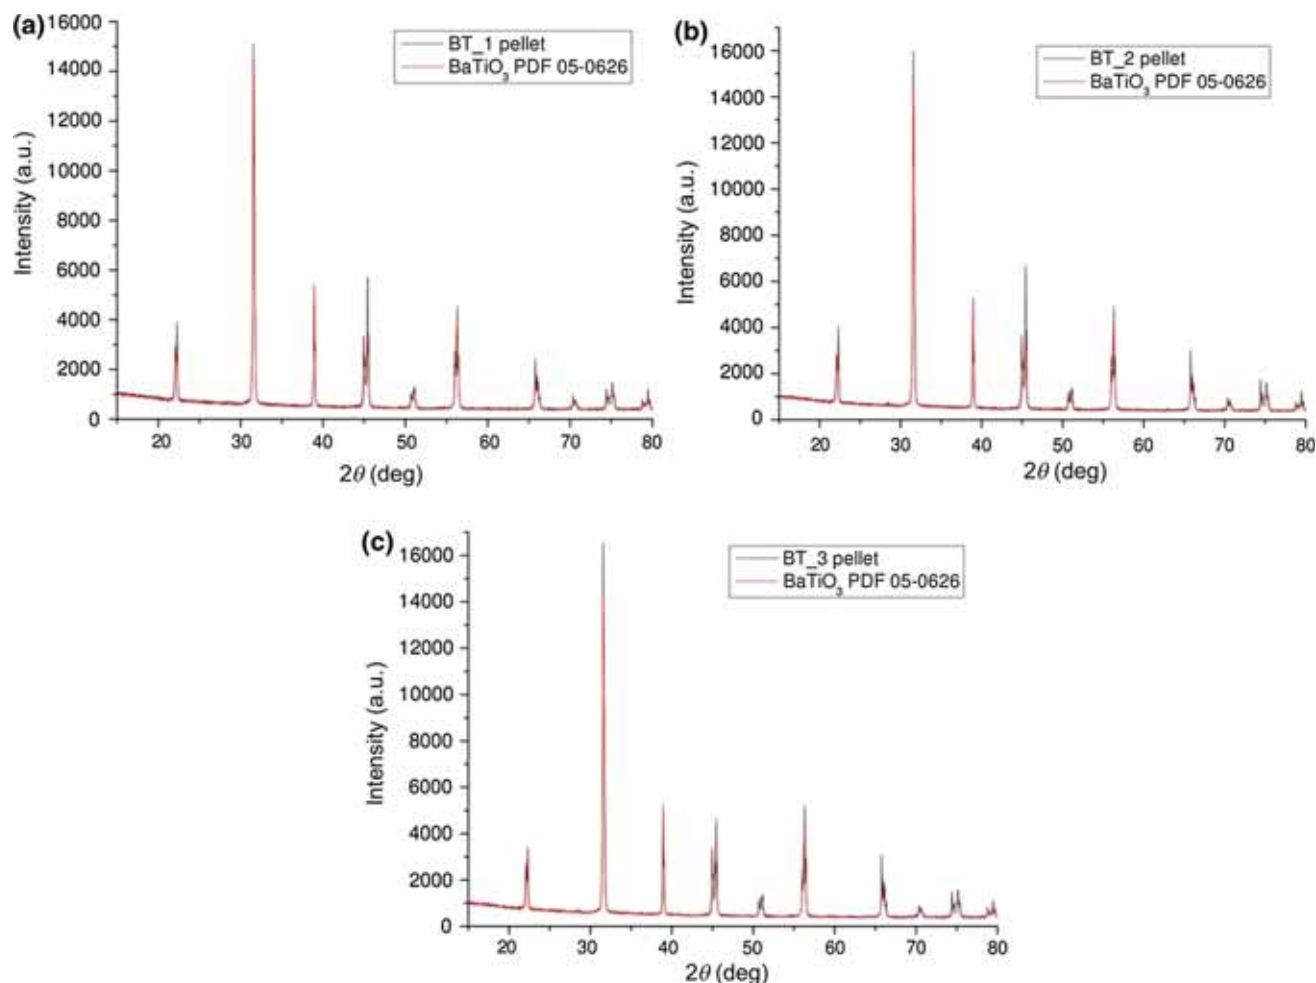 (a)
16000
14000
12000
10000
8000
6000
4000
2000
0
Intensity (a.u.)
BT_1 pellet
BaTiO₃ PDF 05-0626
20 30 40 50 60 70 80
2θ (deg)
(b)
16000
14000
12000
10000
8000
6000
4000
2000
0
Intensity (a.u.)
BT_2 pellet
BaTiO₃ PDF 05-0626
20 30 40 50 60 70 80
2θ (deg)
(c)
16000
14000
12000
10000
8000
6000
4000
2000
0
Intensity (a.u.)
BT_3 pellet
BaTiO₃ PDF 05-0626
20 30 40 50 60 70 80
2θ (deg)